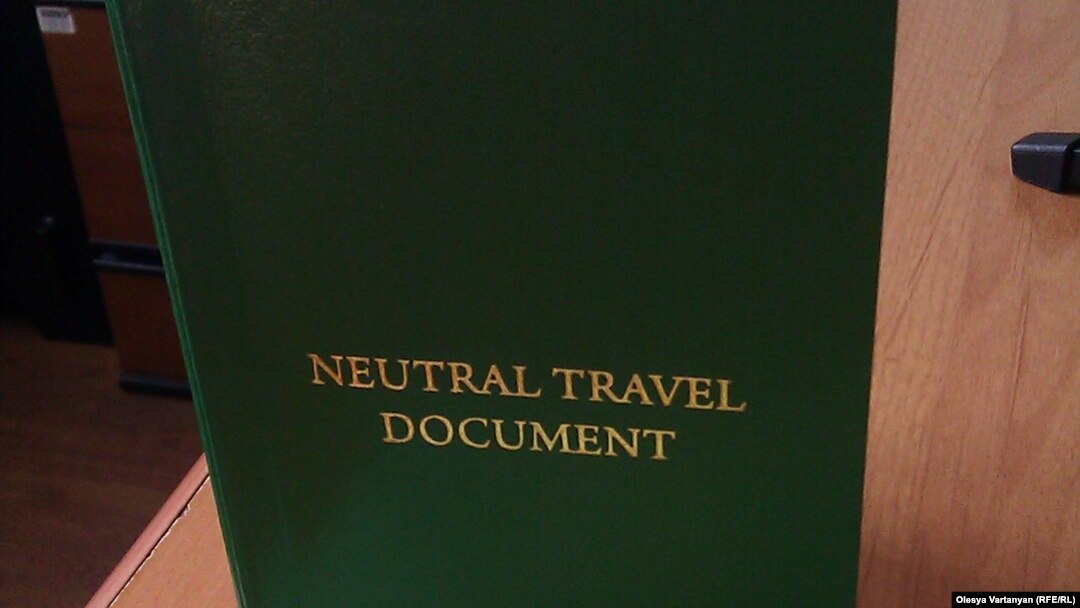 NEUTRAL TRAVEL
DOCUMENT
Olesya Vartanyan (RFE/RL)